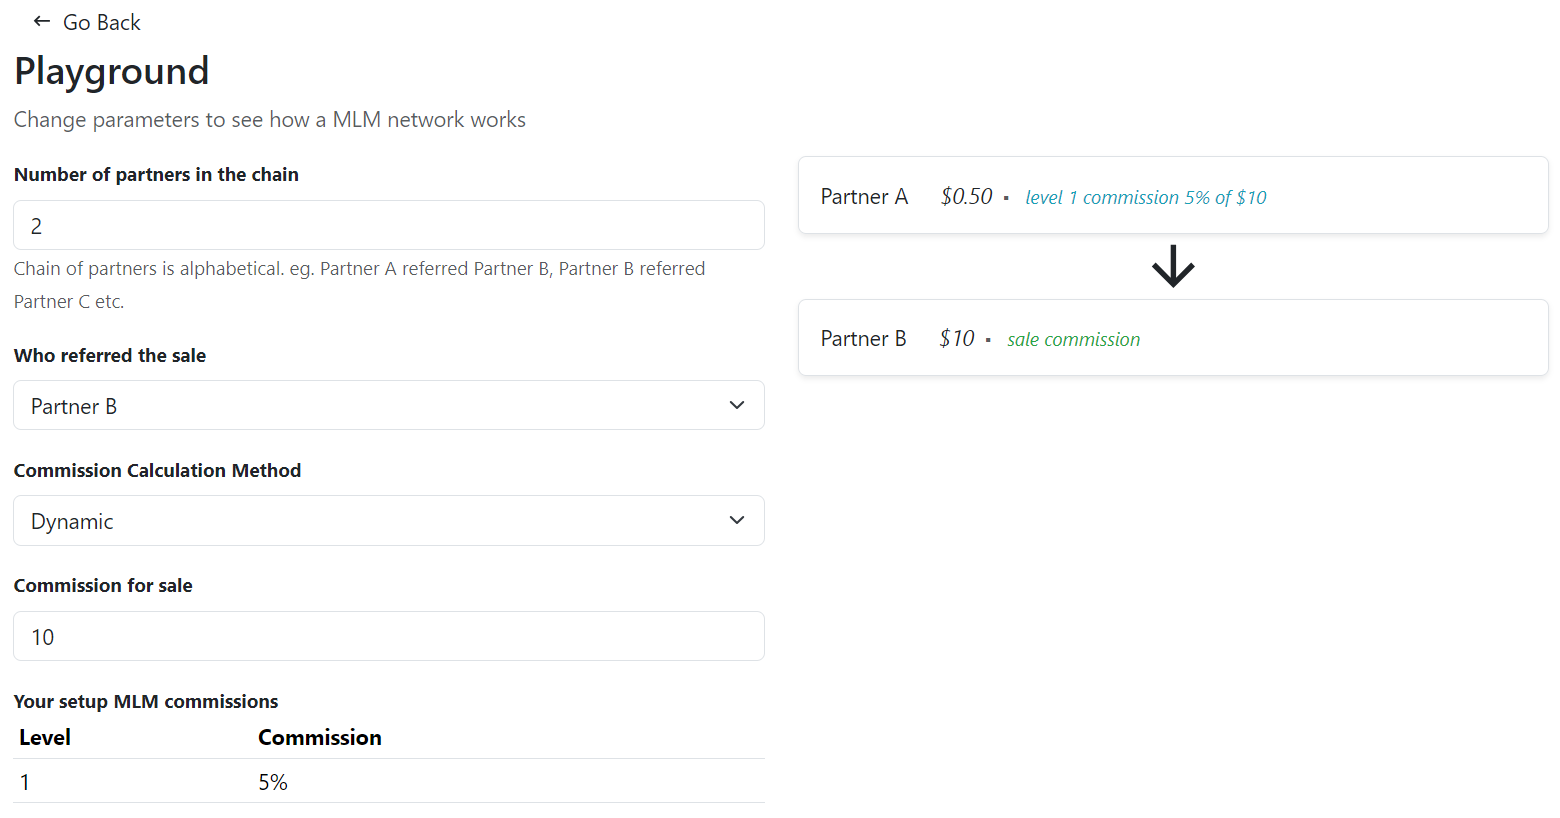 Go Back
Playground
Change parameters to see how a MLM network works
Number of partners in the chain
2
Chain of partners is alphabetical. eg. Partner A referred Partner B, Partner B referred
Partner C etc.
Who referred the sale
Partner B
Commission Calculation Method
Dynamic
Commission for sale
10
Your setup MLM commissions
Level Commission
1 5%
Partner A $0.50 ▪ level 1 commission 5% of $10
Partner B $10 ▪ sale commission